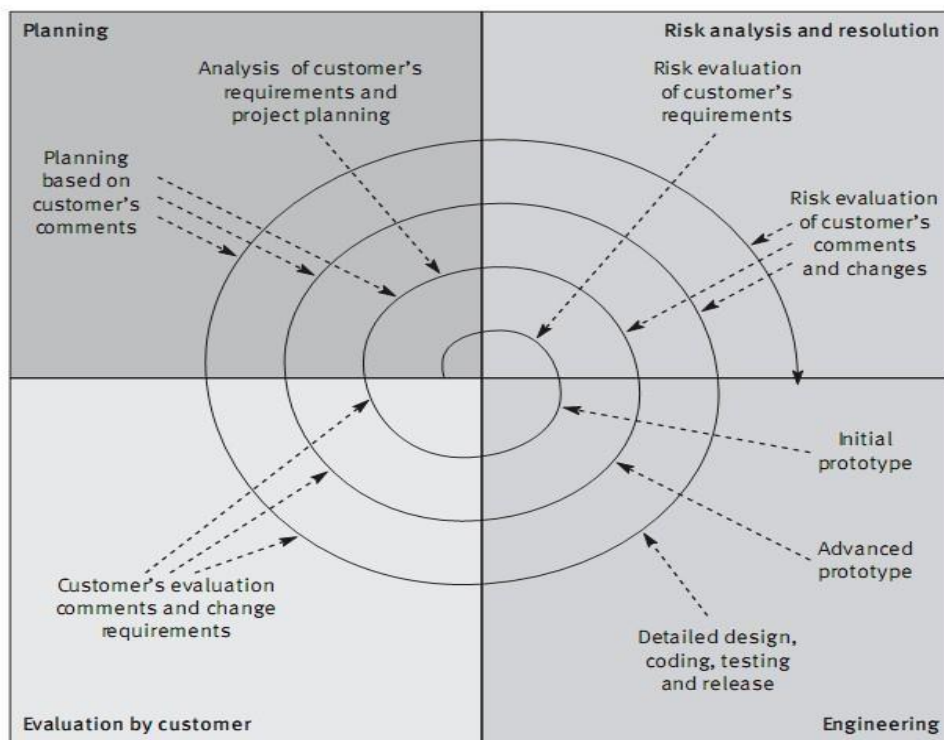 Planning
Risk analysis and resolution
Analysis of customer's
requirements and
project planning
Risk evaluation
of customer's
requirements
Planning
based on
customer's
comments
Risk evaluation
of customer's
comments
and changes
Initial
prototype
Advanced
prototype
Customer's evaluation
comments and change
requirements
Detailed design,
coding, testing
and release
Evaluation by customer
Engineering